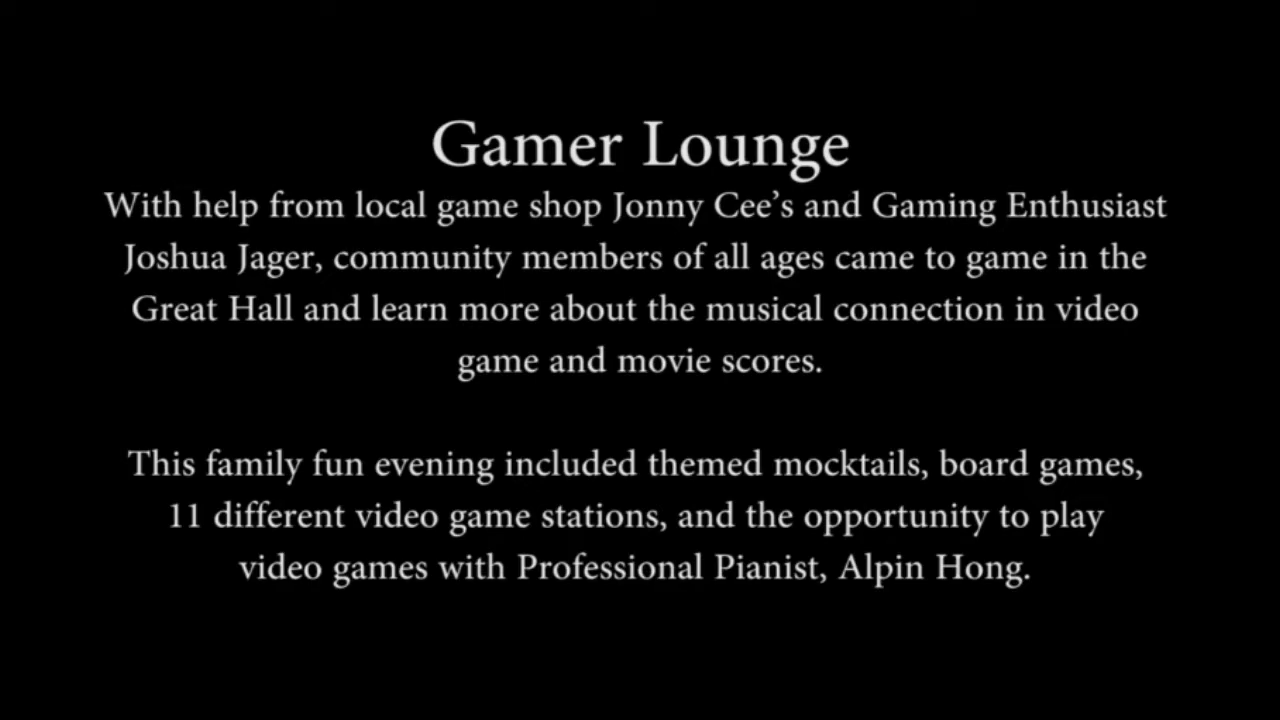 Gamer Lounge
With help from local game shop Jonny Cee’s and Gaming Enthusiast
Joshua Jager, community members of all ages came to game in the
Great Hall and learn more about the musical connection in video
game and movie scores.
This family fun evening included themed mocktails, board games,
11 different video game stations, and the opportunity to play
video games with Professional Pianist, Alpin Hong.